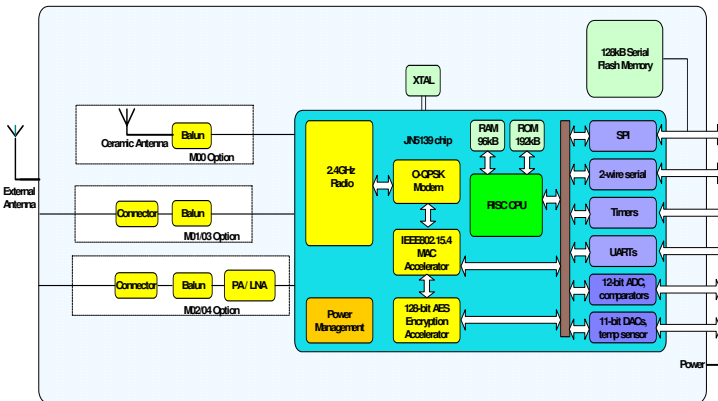 128kB Serial
Flash Memory
XTAL
JN5139 chip
RAM
96kB
ROM
192kB
SPI
Balun
Ceramic Antenna
M00 Option
2.4GHz
Radio
O-QPSK
Modem
RISC CPU
2-wire serial
External
Antenna
Connector
Balun
M01/03 Option
Timers
IEEE802.15.4
MAC
Accelerator
UARTs
Connector
Balun
PA / LNA
M02/04 Option
12-bit ADC,
comparators
Power
Management
128-bit AES
Encryption
Accelerator
11-bit DACs,
temp sensor
Power